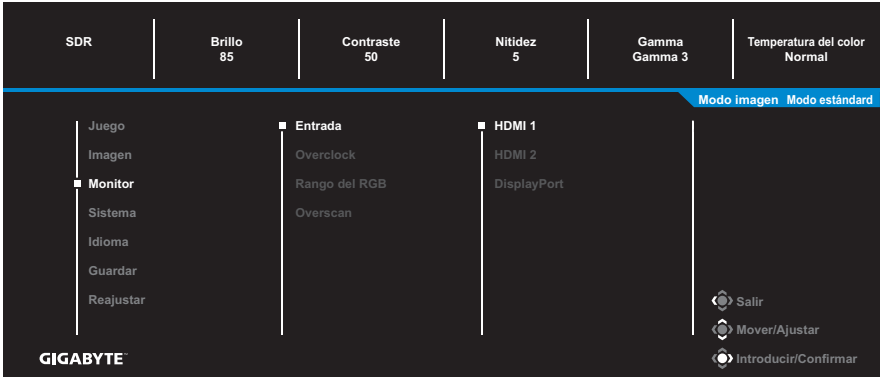 SDR
Brillo
85
Contraste
50
Nitidez
5
Gamma
Gamma 3
Temperatura del color
Normal
Modo imagen Modo estándard
Juego
Imagen
Monitor
Sistema
Idioma
Guardar
Reajustar
Entrada
Overclock
Rango del RGB
Overscan
HDMI 1
HDMI 2
DisplayPort
Salir
Mover/Ajustar
Introducir/Confirmar
GIGABYTE™